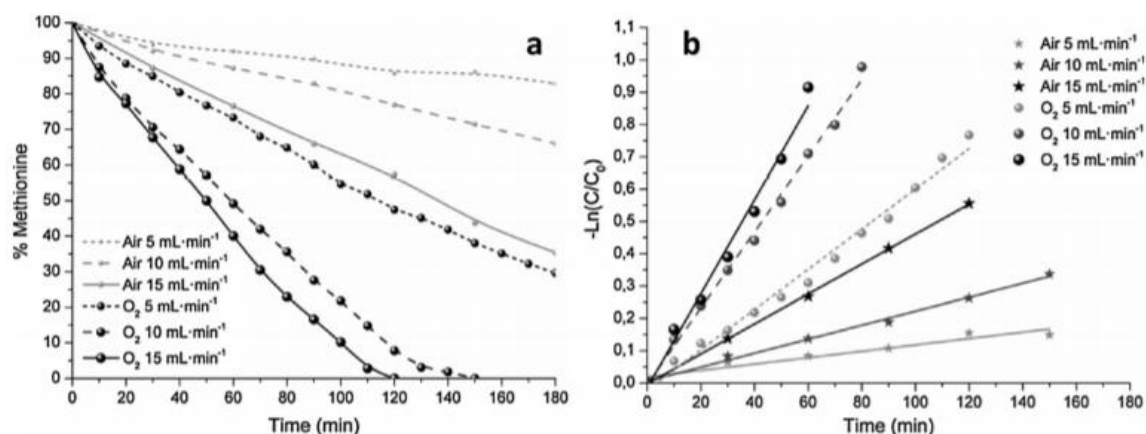 a
% Methionine
100
90
80
70
60
50
40
30
20
10
0
0 20 40 60 80 100 120 140 160 180
Time (min)
Air 5 mL·min⁻¹
Air 10 mL·min⁻¹
Air 15 mL·min⁻¹
O₂ 5 mL·min⁻¹
O₂ 10 mL·min⁻¹
O₂ 15 mL·min⁻¹
b
-Ln(C/C₀)
1,1
1,0
0,9
0,8
0,7
0,6
0,5
0,4
0,3
0,2
0,1
0,0
0 20 40 60 80 100 120 140 160 180
Time (min)
Air 5 mL·min⁻¹
Air 10 mL·min⁻¹
Air 15 mL·min⁻¹
O₂ 5 mL·min⁻¹
O₂ 10 mL·min⁻¹
O₂ 15 mL·min⁻¹